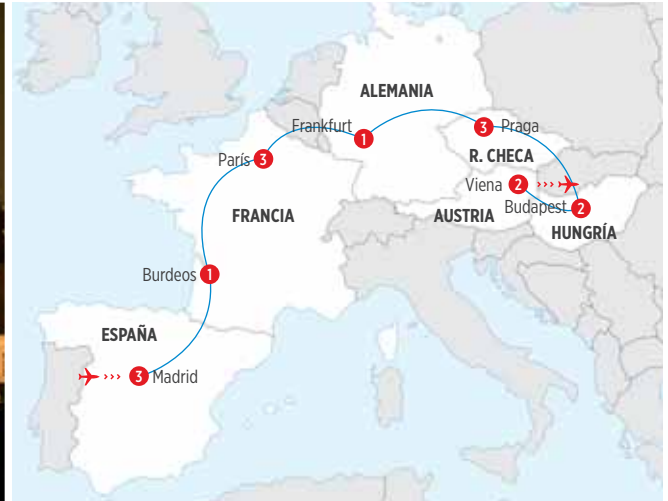 ALEMANIA
Frankfurt
1
3 Praga
París 3
R. CHECA
Viena 2
Budapest 2
FRANCIA
AUSTRIA
HUNGRÍA
Burdeos 1
ESPAÑA
3 Madrid